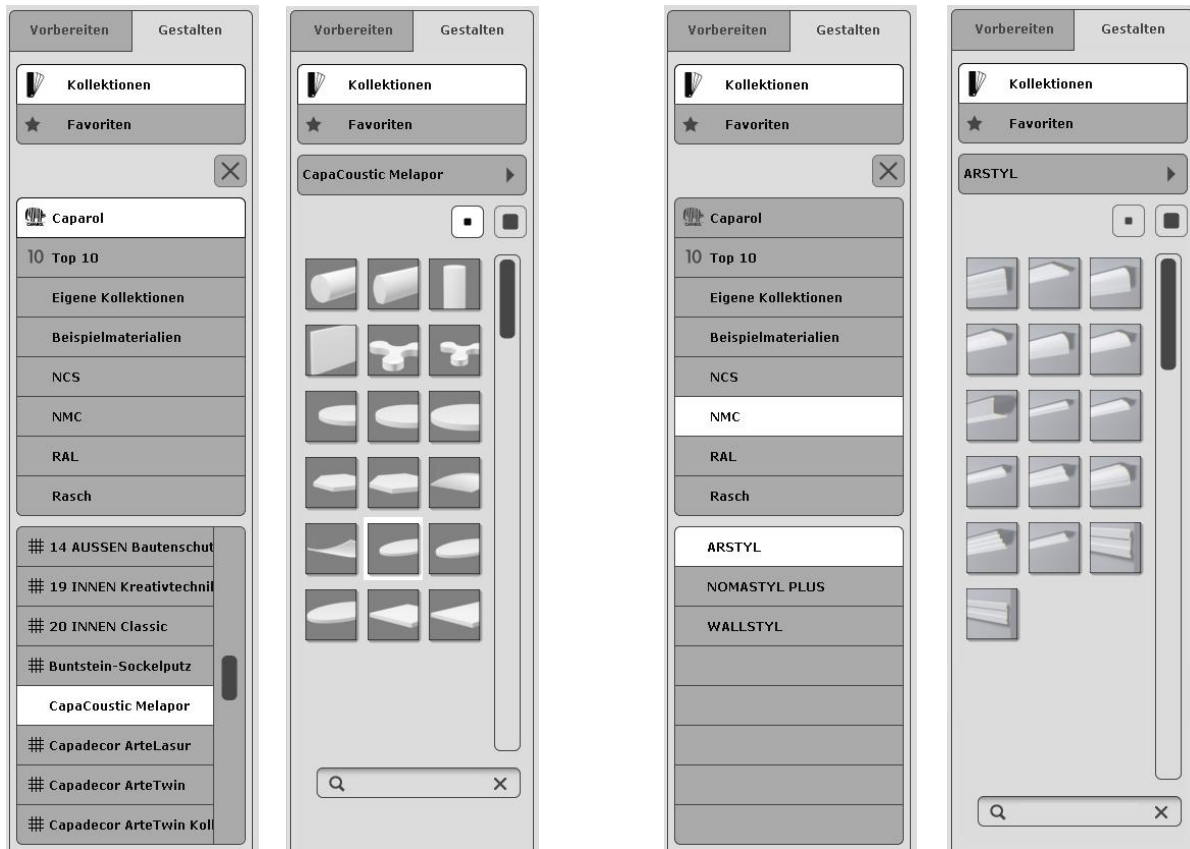 Vorbereiten Gestalten
Kollektionen
Favoriten
Caparol
10 Top 10
Eigene Kollektionen
Beispielmaterialien
NCS
NMC
RAL
Rasch
14 AUSSEN Bautenschut
19 INNEN Kreativtechnil
20 INNEN Classic
Buntstein-Sockelputz
CapaCoustic Melapor
Capadecor ArteLasur
Capadecor ArteTwin
Capadecor ArteTwin Koll
Vorbereiten Gestalten
Kollektionen
Favoriten
CapaCoustic Melapor
Vorbereiten Gestalten
Kollektionen
Favoriten
Caparol
10 Top 10
Eigene Kollektionen
Beispielmaterialien
NCS
NMC
RAL
Rasch
ARSTYL
NOMASTYL PLUS
WALLSTYL
Vorbereiten Gestalten
Kollektionen
Favoriten
ARSTYL